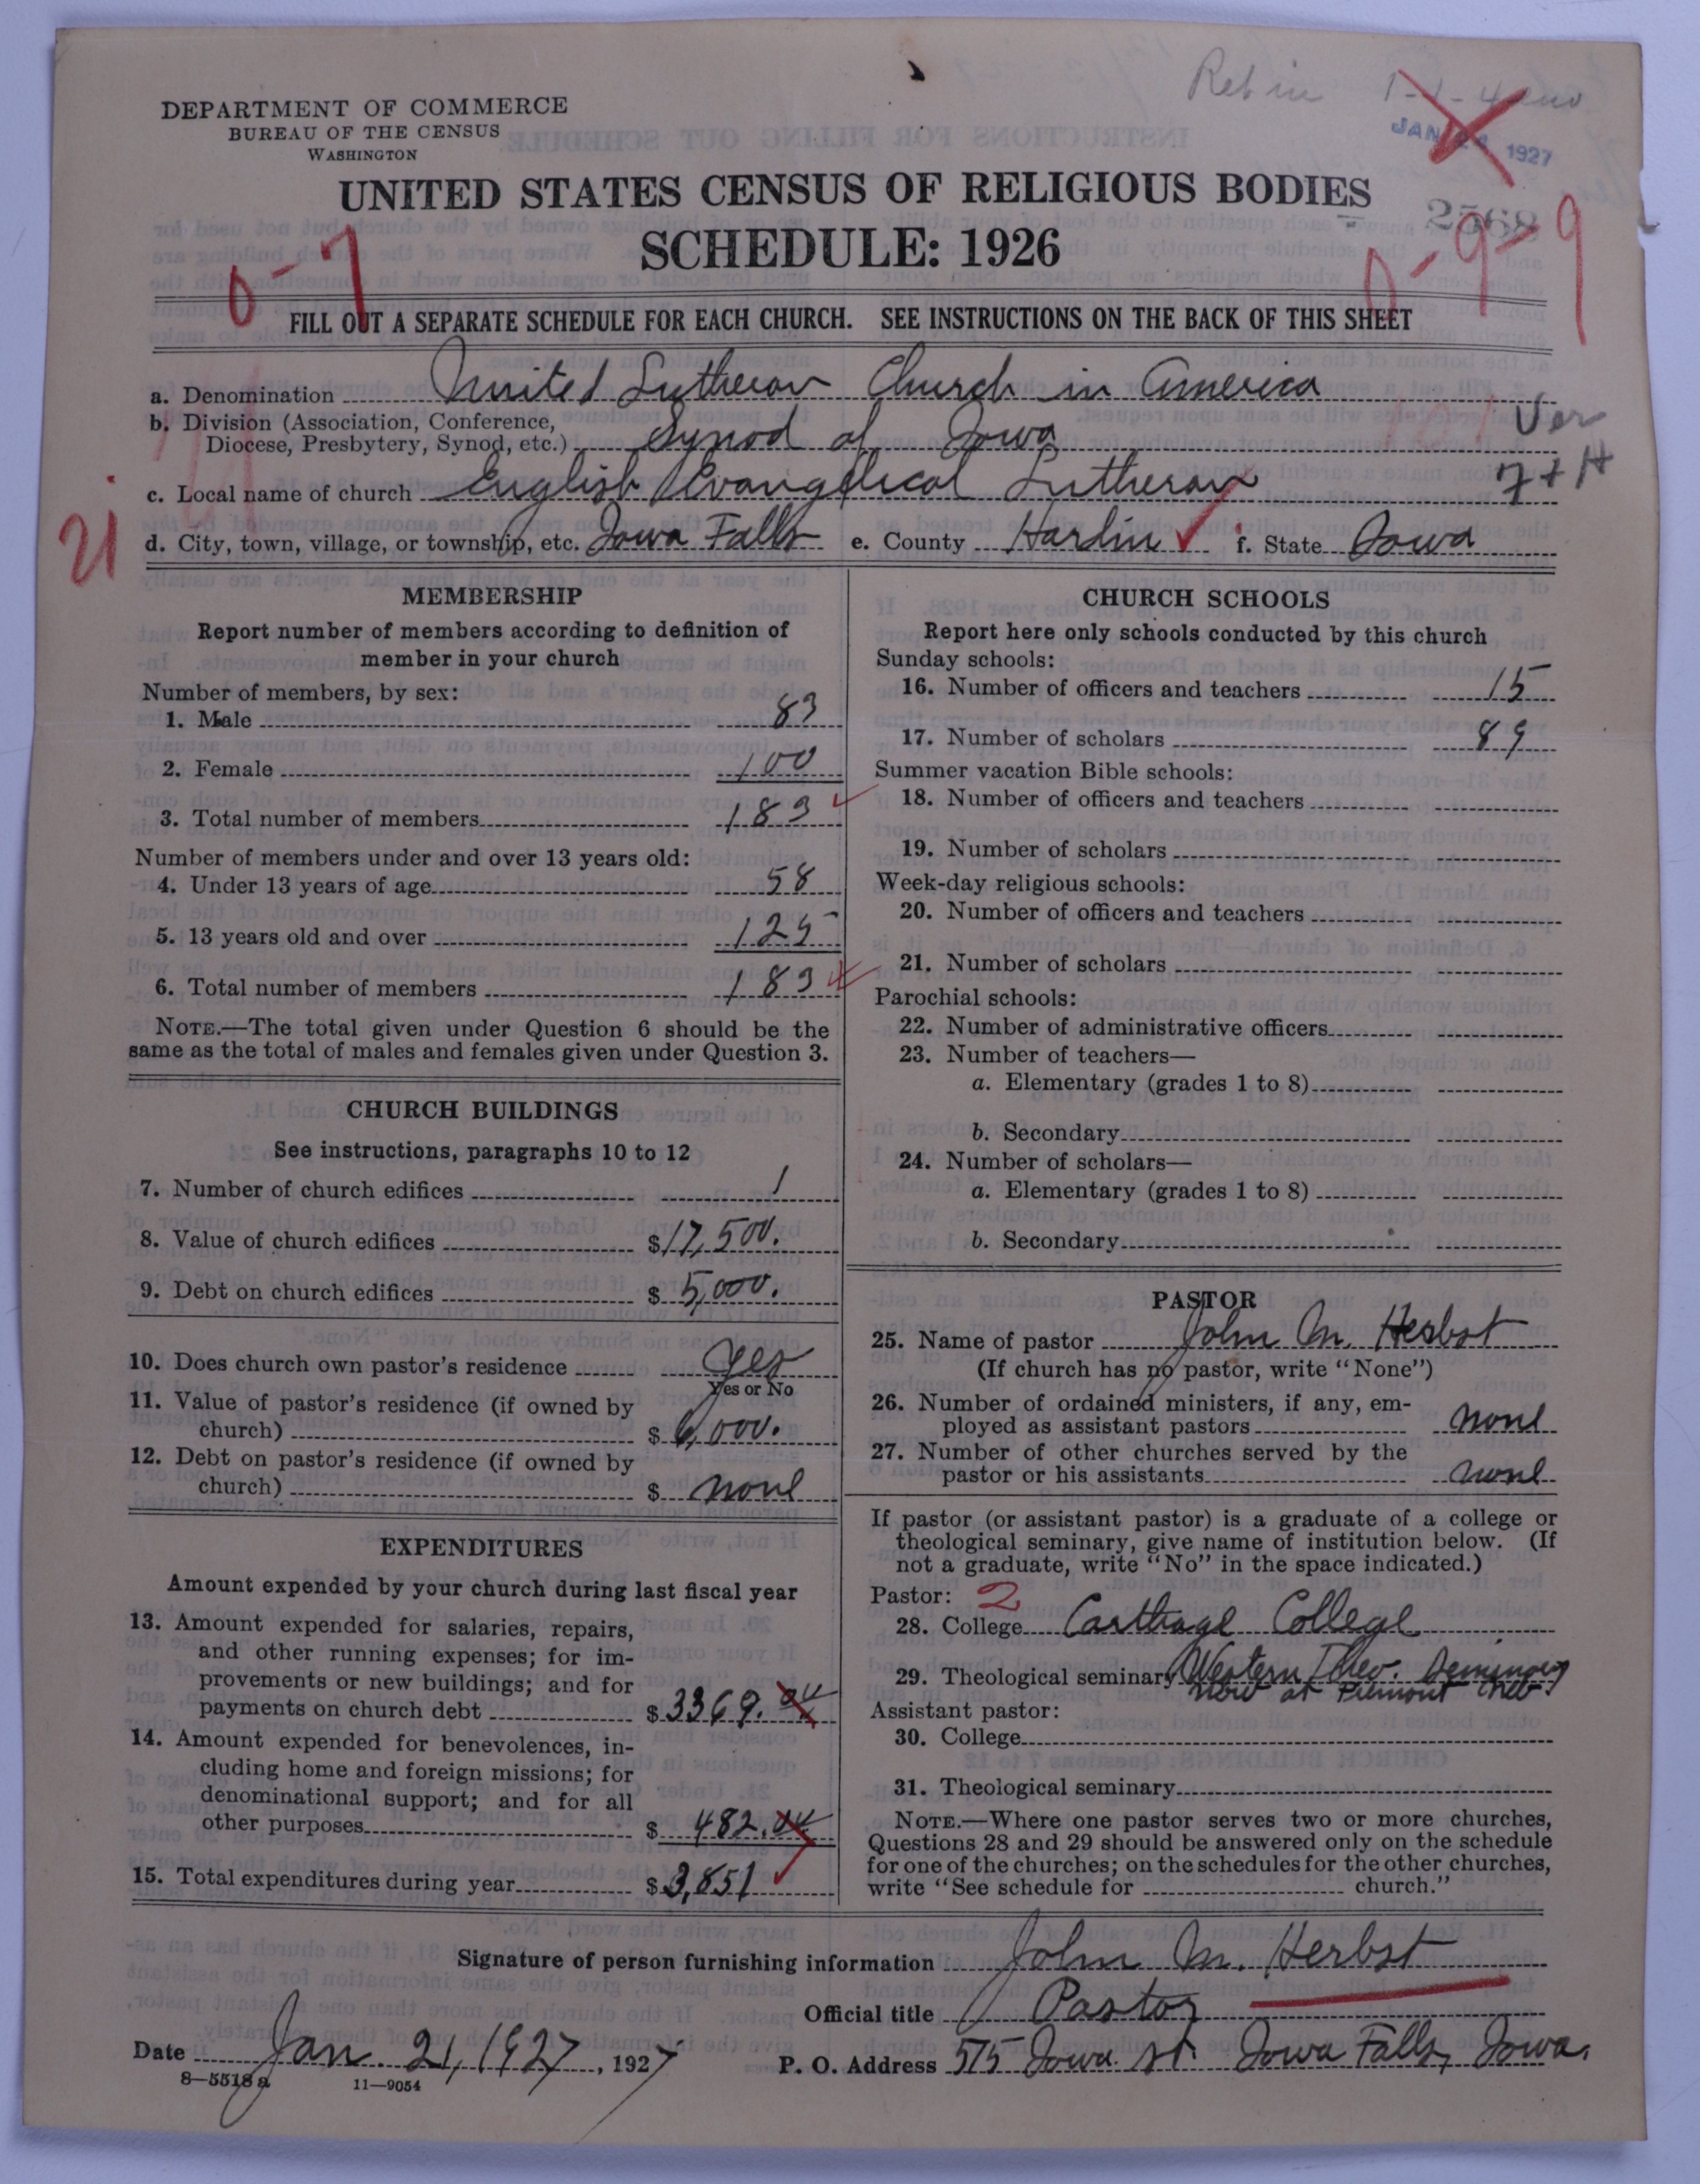 DEPARTMENT OF COMMERCE
BUREAU OF THE CENSUS
WASHINGTON
JAN 24 1927
UNITED STATES CENSUS OF RELIGIOUS BODIES
2568
SCHEDULE: 1926
0-7
0-9-9
FILL OUT A SEPARATE SCHEDULE FOR EACH CHURCH. SEE INSTRUCTIONS ON THE BACK OF THIS SHEET
a. Denomination United Lutheran Church in America
b. Division (Association, Conference,
Diocese, Presbytery, Synod, etc.) Synod of Iowa
Ver
c. Local name of church English Evangelical Lutheran
7+H
21
d. City, town, village, or township, etc. Iowa Falls e. County Hardin f. State Iowa
MEMBERSHIP
Report number of members according to definition of
member in your church
Number of members, by sex:
1. Male 83
2. Female 100
3. Total number of members 183
Number of members under and over 13 years old:
4. Under 13 years of age 58
5. 13 years old and over 125
6. Total number of members 183
NOTE.—The total given under Question 6 should be the
same as the total of males and females given under Question 3.
CHURCH BUILDINGS
See instructions, paragraphs 10 to 12
7. Number of church edifices 1
8. Value of church edifices $17,500.
9. Debt on church edifices $5,000.
10. Does church own pastor's residence yes
Yes or No
11. Value of pastor's residence (if owned by
church) $6,000.
12. Debt on pastor's residence (if owned by
church) $ none
EXPENDITURES
Amount expended by your church during last fiscal year
13. Amount expended for salaries, repairs,
and other running expenses; for im-
provements or new buildings; and for
payments on church debt $3369.
14. Amount expended for benevolences, in-
cluding home and foreign missions; for
denominational support; and for all
other purposes $482.
15. Total expenditures during year $3,851
CHURCH SCHOOLS
Report here only schools conducted by this church
Sunday schools:
16. Number of officers and teachers 15
17. Number of scholars 89
Summer vacation Bible schools:
18. Number of officers and teachers
19. Number of scholars
Week-day religious schools:
20. Number of officers and teachers
21. Number of scholars
Parochial schools:
22. Number of administrative officers
23. Number of teachers—
a. Elementary (grades 1 to 8)
b. Secondary
24. Number of scholars—
a. Elementary (grades 1 to 8)
b. Secondary
PASTOR
25. Name of pastor John M. Herbst
(If church has no pastor, write "None")
26. Number of ordained ministers, if any, em-
ployed as assistant pastors none
27. Number of other churches served by the
pastor or his assistants none
If pastor (or assistant pastor) is a graduate of a college or
theological seminary, give name of institution below. (If
not a graduate, write "No" in the space indicated.)
Pastor: 2
28. College Carthage College
29. Theological seminary Western Theo. Seminary
now at Fremont Neb.
Assistant pastor:
30. College
31. Theological seminary
NOTE.—Where one pastor serves two or more churches,
Questions 28 and 29 should be answered only on the schedule
for one of the churches; on the schedules for the other churches,
write "See schedule for church."
Signature of person furnishing information John M. Herbst
Official title Pastor
Date Jan. 21, 1927, 1927
P. O. Address 575 Iowa St. Iowa Falls, Iowa.
8—5518a 11—9054